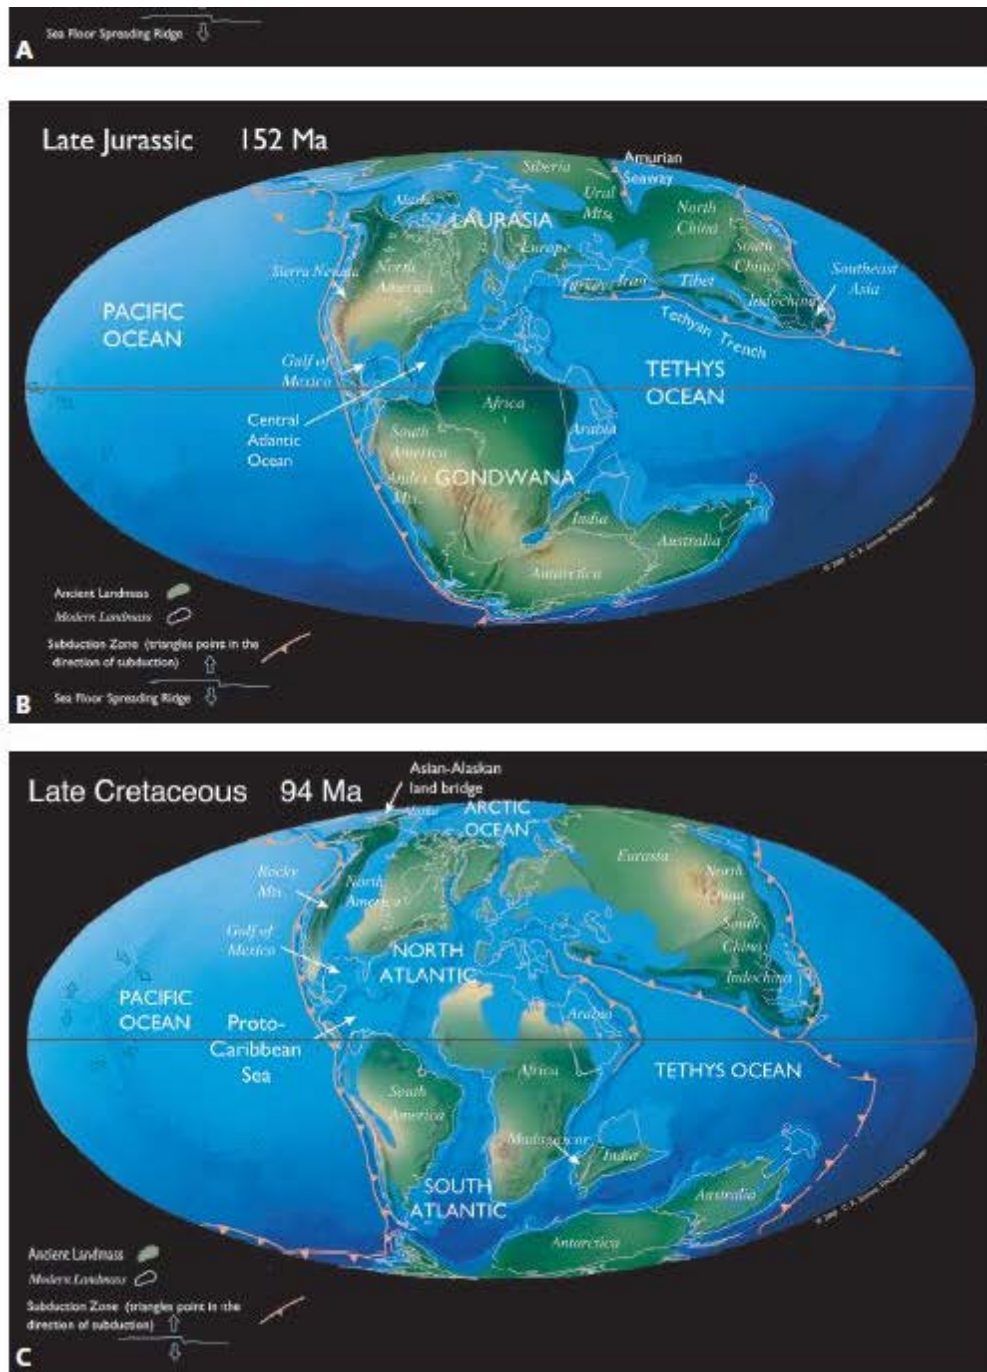 Sea Floor Spreading Ridge
A
Late Jurassic 152 Ma
Siberia
Amurian
Seaway
Alaska
Ural
Mts.
North
China
LAURASIA
Europe
South
China
Southeast
Asia
Sierra Nevada
North
America
Turkey
Iran
Tibet
Indochina
PACIFIC
OCEAN
Tethyan Trench
Gulf of
Mexico
TETHYS
OCEAN
Africa
Central
Atlantic
Ocean
South
America
Arabia
Andes
Mts.
GONDWANA
India
Australia
Antarctica
Ancient Landmass
Modern Landmass
Subduction Zone (triangles point in the
direction of subduction)
Sea Floor Spreading Ridge
B
Late Cretaceous 94 Ma
Asian-Alaskan
land bridge
Alaska
ARCTIC
OCEAN
Eurasia
Rocky
Mts.
North
America
North
China
Gulf of
Mexico
South
China
NORTH
ATLANTIC
Indochina
PACIFIC
OCEAN
Proto-
Caribbean
Sea
Arabia
Africa
TETHYS OCEAN
South
America
Madagascar
India
SOUTH
ATLANTIC
Australia
Antarctica
Ancient Landmass
Modern Landmass
Subduction Zone (triangles point in the
direction of subduction)
C